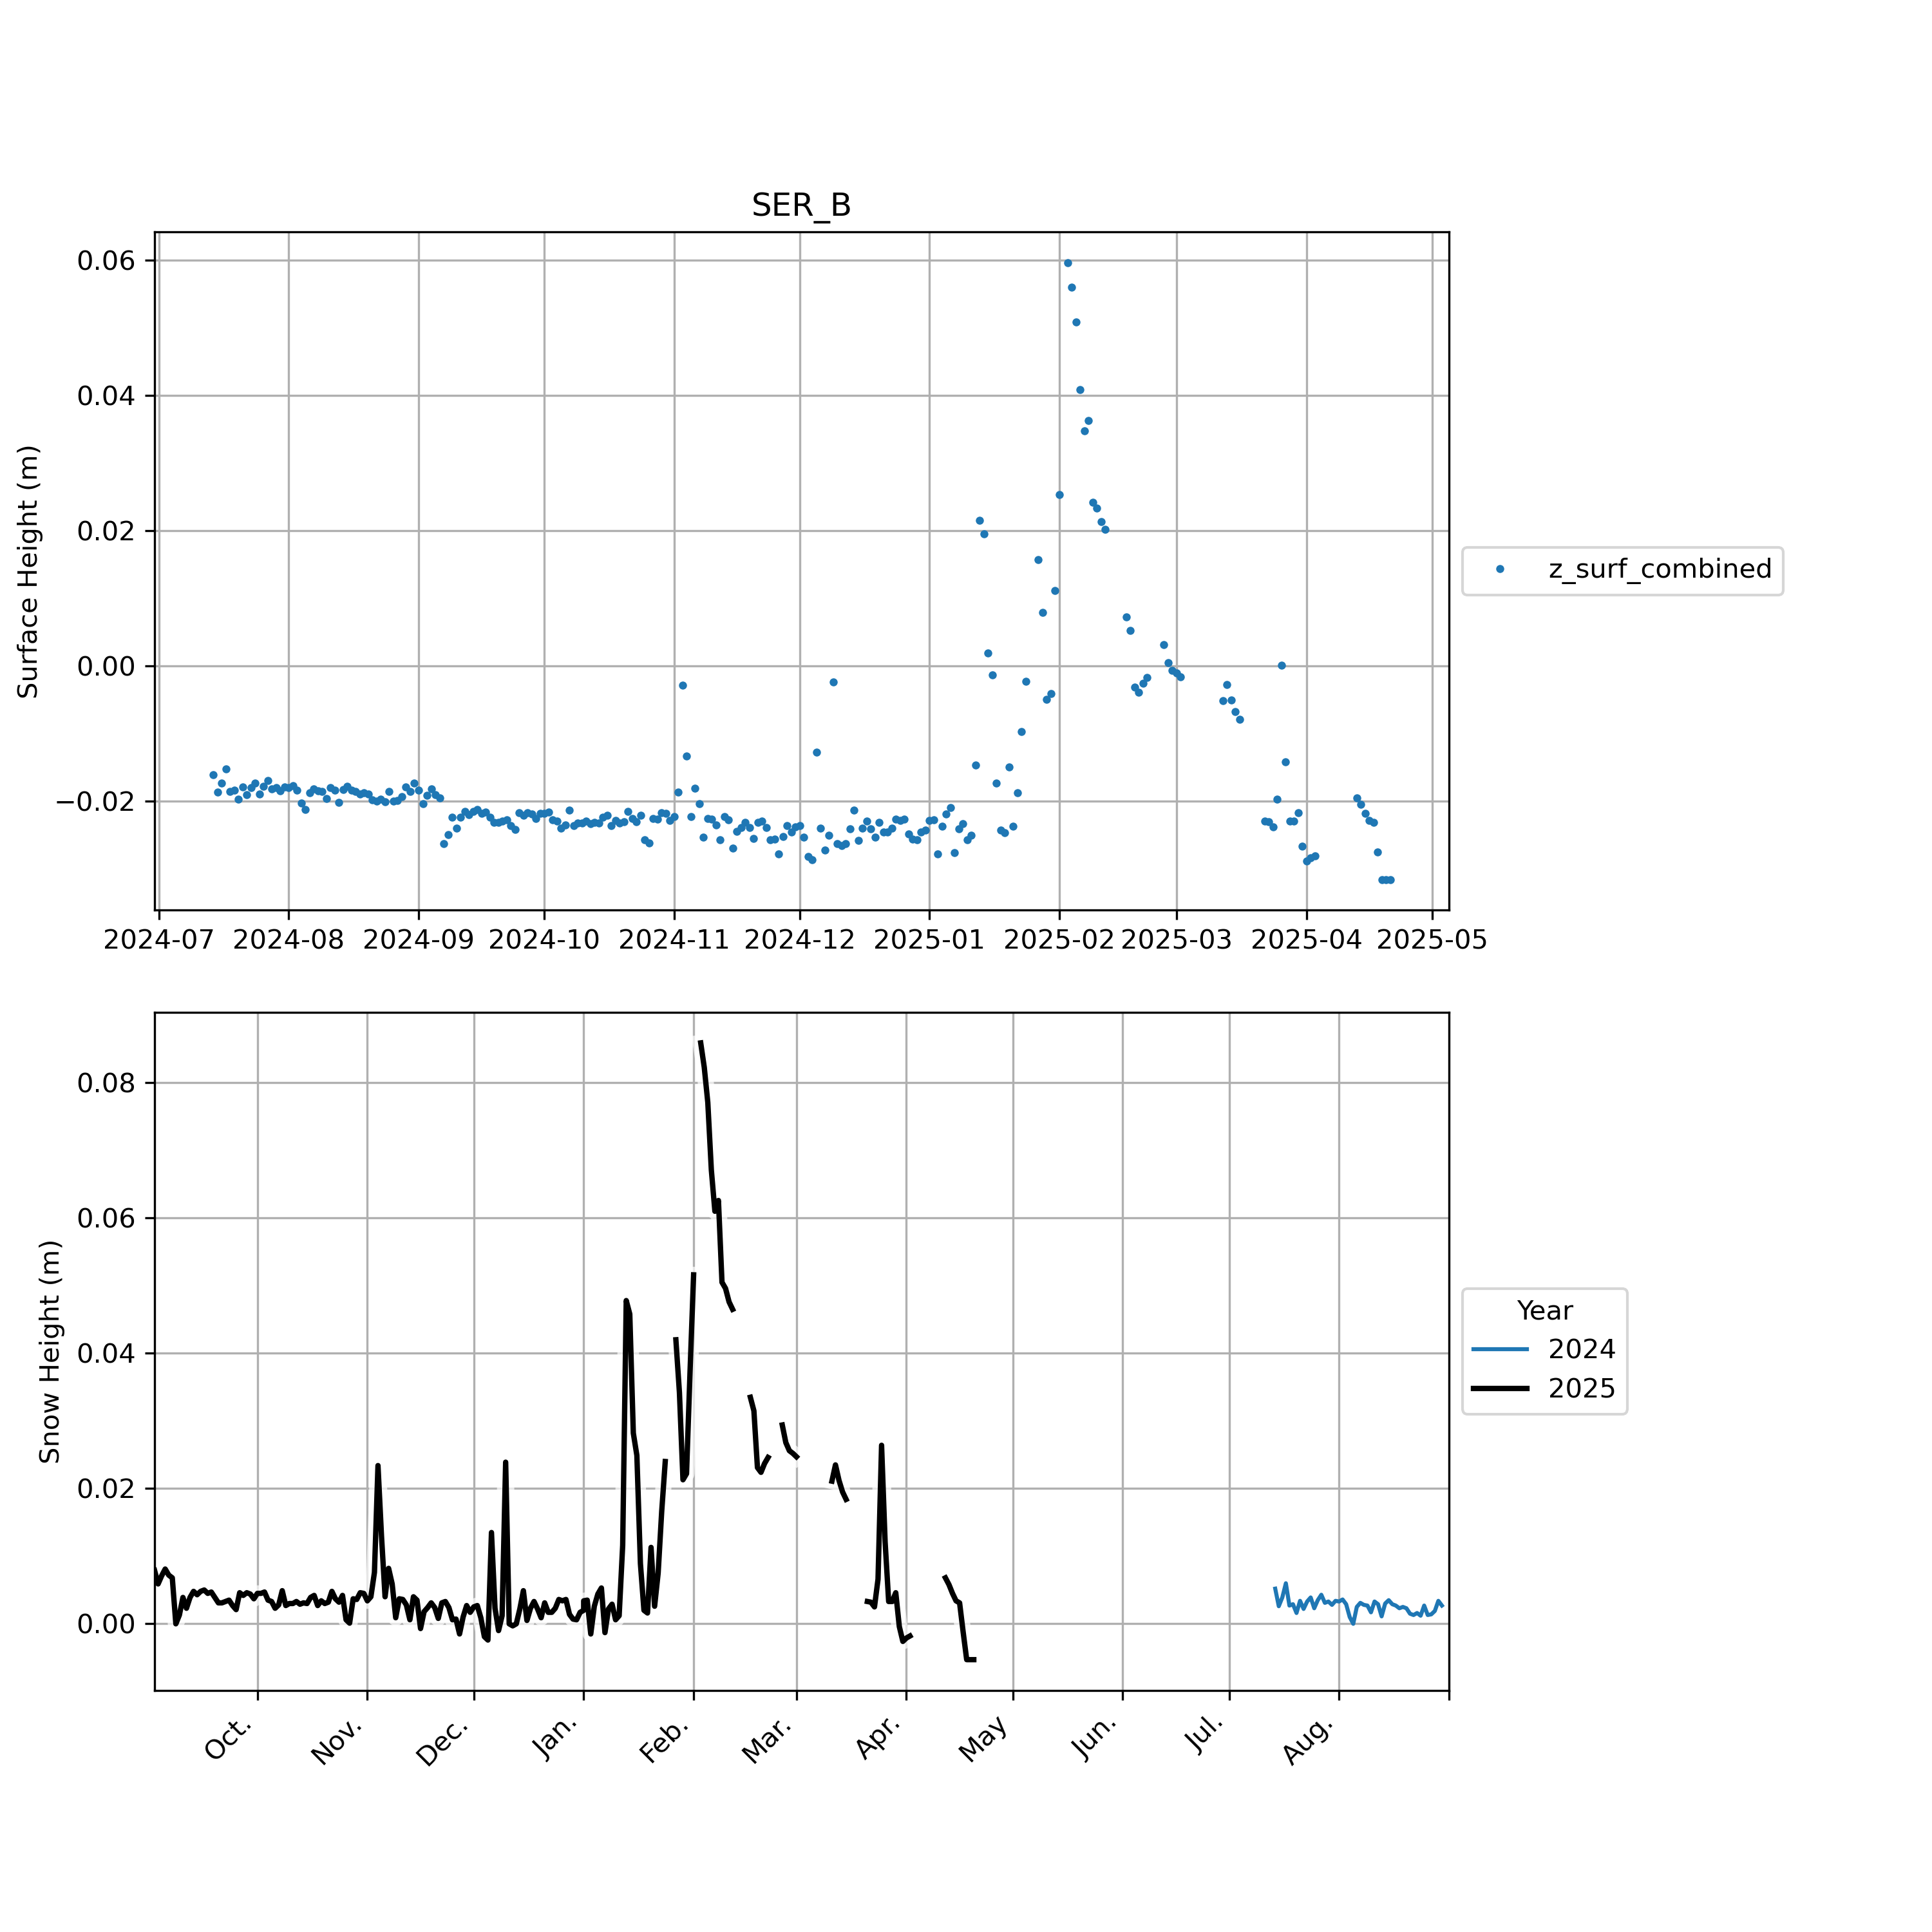 SER_B
0.06
0.04
0.02
0.00
−0.02
Surface Height (m)
2024-07 2024-08 2024-09 2024-10 2024-11 2024-12 2025-01 2025-02 2025-03 2025-04 2025-05
z_surf_combined
0.08
0.06
0.04
0.02
0.00
Snow Height (m)
Oct. Nov. Dec. Jan. Feb. Mar. Apr. May Jun. Jul. Aug.
Year
2024
2025